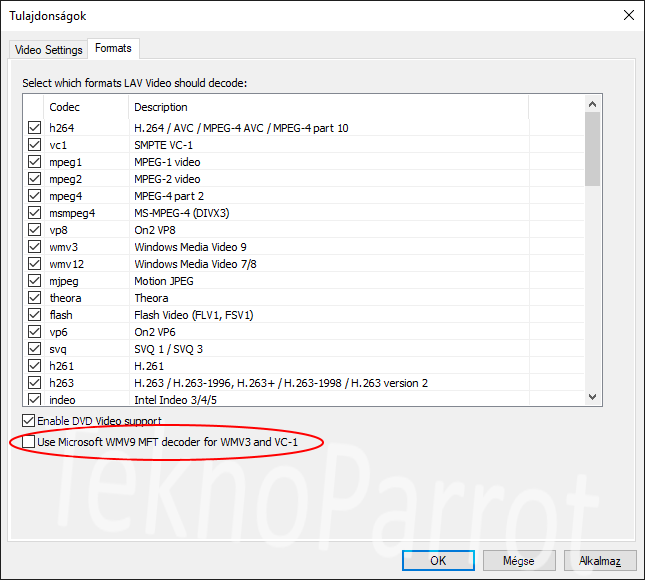 Tulajdonságok
Video Settings Formats
Select which formats LAV Video should decode:
Codec Description
h264 H.264 / AVC / MPEG-4 AVC / MPEG-4 part 10
vc1 SMPTE VC-1
mpeg1 MPEG-1 video
mpeg2 MPEG-2 video
mpeg4 MPEG-4 part 2
msmpeg4 MS-MPEG-4 (DIVX3)
vp8 On2 VP8
wmv3 Windows Media Video 9
wmv12 Windows Media Video 7/8
mjpeg Motion JPEG
theora Theora
flash Flash Video (FLV1, FSV1)
vp6 On2 VP6
svq SVQ 1 / SVQ 3
h261 H.261
h263 H.263 / H.263-1996, H.263+ / H.263-1998 / H.263 version 2
indeo Intel Indeo 3/4/5
Enable DVD Video support
Use Microsoft WMV9 MFT decoder for WMV3 and VC-1
TeknoParrot
OK Mégse Alkalmaz